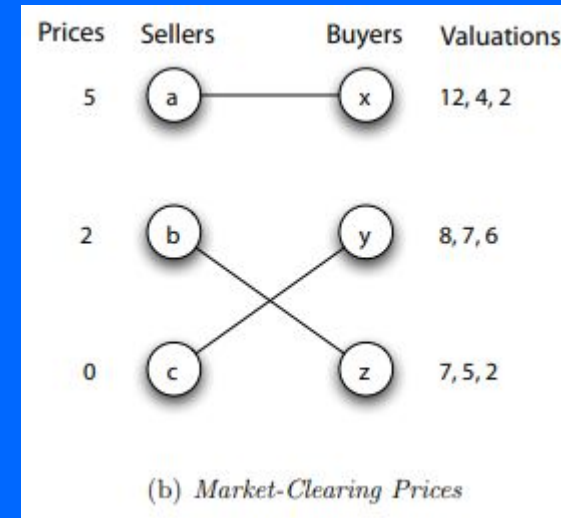 Prices Sellers Buyers Valuations
5 a x 12, 4, 2
2 b y 8, 7, 6
0 c z 7, 5, 2
(b) Market-Clearing Prices